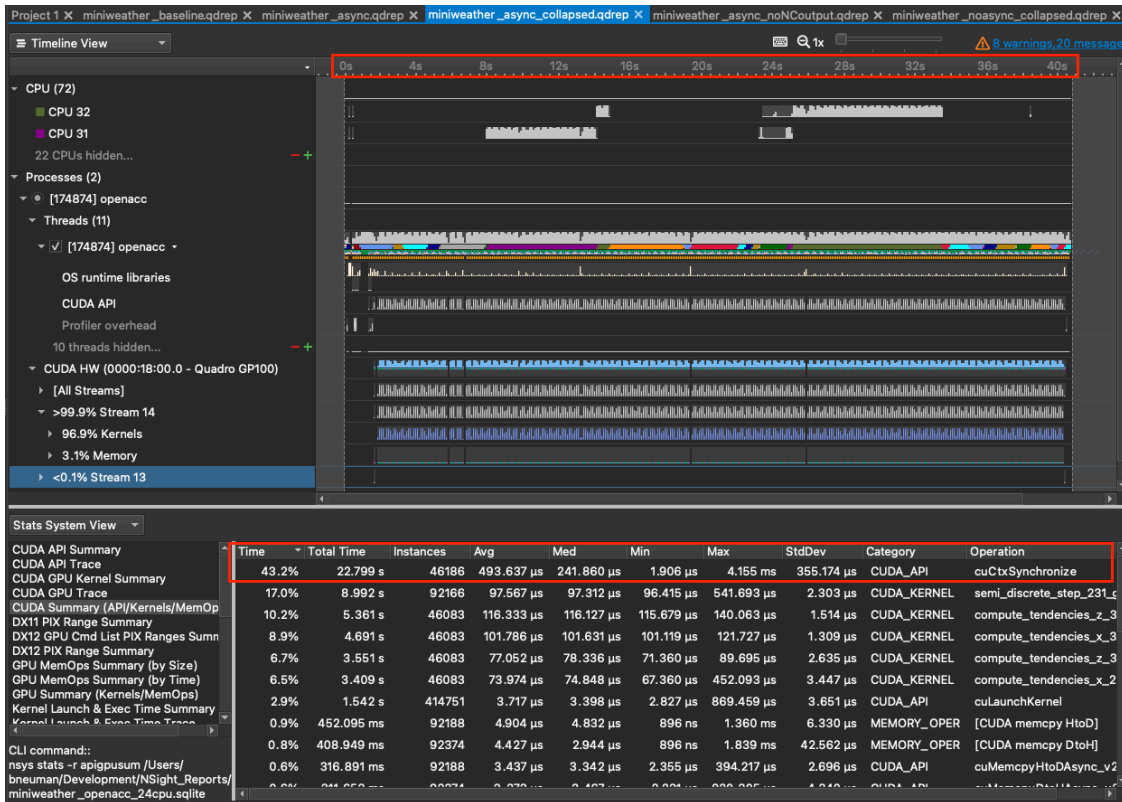 Project 1 × miniweather_baseline.qdrep × miniweather_async.qdrep × miniweather_async_collapsed.qdrep × miniweather_async_noNCoutput.qdrep × miniweather_noasync_collapsed.qdrep ×
Timeline View 1x 8 warnings, 20 message
0s 4s 8s 12s 16s 20s 24s 28s 32s 36s 40s
CPU (72)
CPU 32
CPU 31
22 CPUs hidden...
Processes (2)
[174874] openacc
Threads (11)
[174874] openacc
OS runtime libraries
CUDA API
Profiler overhead
10 threads hidden...
CUDA HW (0000:18:00.0 - Quadro GP100)
[All Streams]
>99.9% Stream 14
96.9% Kernels
3.1% Memory
<0.1% Stream 13
Stats System View
CUDA API Summary
CUDA API Trace
CUDA GPU Kernel Summary
CUDA GPU Trace
CUDA Summary (API/Kernels/MemOp
DX11 PIX Range Summary
DX12 GPU Cmd List PIX Ranges Summ
DX12 PIX Range Summary
GPU MemOps Summary (by Size)
GPU MemOps Summary (by Time)
GPU Summary (Kernels/MemOps)
Kernel Launch & Exec Time Summary
Kernel Launch & Exec Time Trace
CLI command::
nsys stats -r apigpusum /Users/
bneuman/Development/NSight_Reports/
miniweather_openacc_24cpu.sqlite
Time Total Time Instances Avg Med Min Max StdDev Category Operation
43.2% 22.799 s 46186 493.637 μs 241.860 μs 1.906 μs 4.155 ms 355.174 μs CUDA_API cuCtxSynchronize
17.0% 8.992 s 92166 97.567 μs 97.312 μs 96.415 μs 541.693 μs 2.303 μs CUDA_KERNEL semi_discrete_step_231_g
10.2% 5.361 s 46083 116.333 μs 116.127 μs 115.679 μs 140.063 μs 1.514 μs CUDA_KERNEL compute_tendencies_z_3
8.9% 4.691 s 46083 101.786 μs 101.631 μs 101.119 μs 121.727 μs 1.309 μs CUDA_KERNEL compute_tendencies_x_3
6.7% 3.551 s 46083 77.052 μs 78.336 μs 71.360 μs 89.695 μs 2.635 μs CUDA_KERNEL compute_tendencies_z_3
6.5% 3.409 s 46083 73.974 μs 74.848 μs 67.360 μs 452.093 μs 3.447 μs CUDA_KERNEL compute_tendencies_x_2
2.9% 1.542 s 414751 3.717 μs 3.398 μs 2.827 μs 869.459 μs 3.651 μs CUDA_API cuLaunchKernel
0.9% 452.095 ms 92188 4.904 μs 4.832 μs 896 ns 1.360 ms 6.330 μs MEMORY_OPER [CUDA memcpy HtoD]
0.8% 408.949 ms 92374 4.427 μs 2.944 μs 896 ns 1.839 ms 42.562 μs MEMORY_OPER [CUDA memcpy DtoH]
0.6% 316.891 ms 92188 3.437 μs 3.342 μs 2.355 μs 394.217 μs 2.696 μs CUDA_API cuMemcpyHtoDAsync_v2